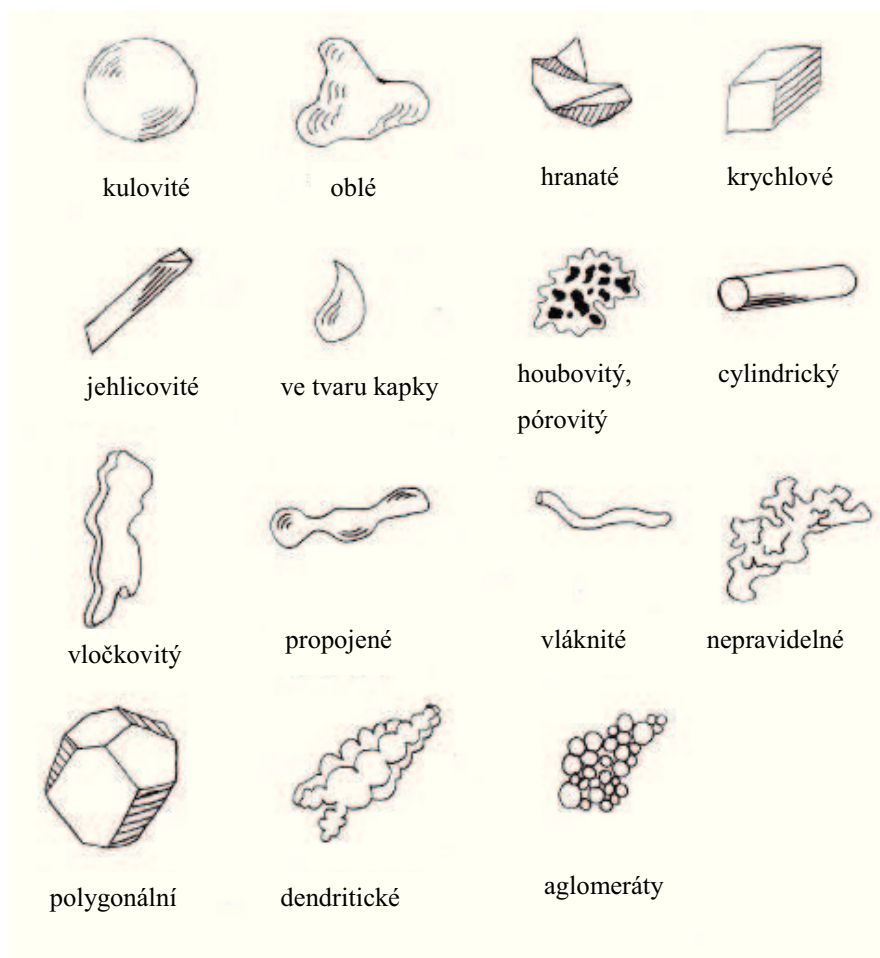 kulovité
oblé
hranaté
krychlové
jehlicovité
ve tvaru kapky
houbovitý,
pórovitý
cylindrický
vločkovitý
propojené
vláknité
nepravidelné
polygonální
dendritické
aglomeráty